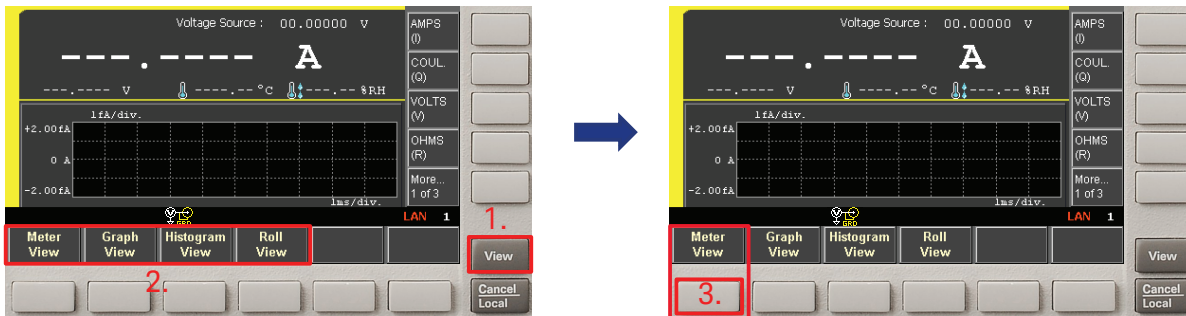 Voltage Source : 00.00000 V
---.---- A
---.---- V ----.-- °C ---.-- %RH
AMPS
(I)
COUL.
(Q)
VOLTS
(V)
OHMS
(R)
More...
1 of 3
1fA/div.
+2.00fA
0 A
-2.00fA
1ms/div.
V
GRD
LAN 1
1.
Meter
View
Graph
View
Histogram
View
Roll
View
View
2.
Cancel
Local
Voltage Source : 00.00000 V
---.---- A
---.---- V ----.-- °C ---.-- %RH
AMPS
(I)
COUL.
(Q)
VOLTS
(V)
OHMS
(R)
More...
1 of 3
1fA/div.
+2.00fA
0 A
-2.00fA
1ms/div.
V
GRD
LAN 1
Meter
View
Graph
View
Histogram
View
Roll
View
View
3.
Cancel
Local